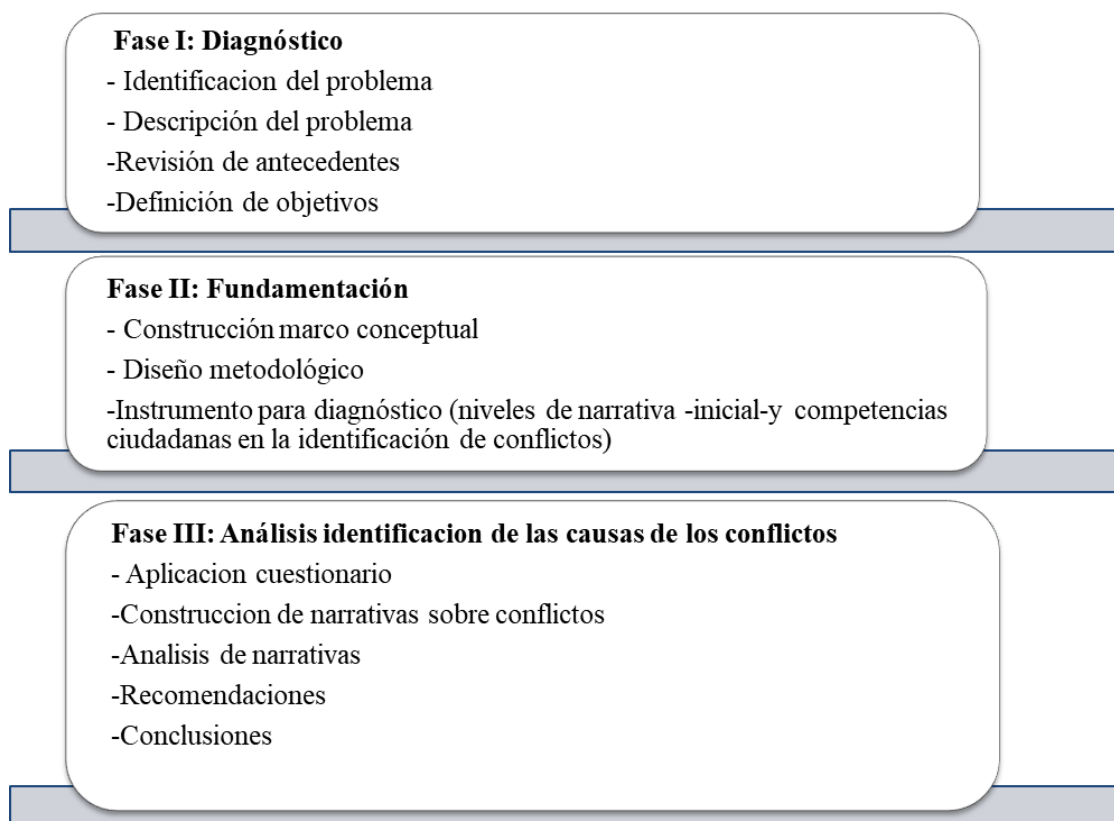 Fase I: Diagnóstico
- Identificacion del problema
- Descripción del problema
-Revisión de antecedentes
-Definición de objetivos
Fase II: Fundamentación
- Construcción marco conceptual
- Diseño metodológico
-Instrumento para diagnóstico (niveles de narrativa -inicial-y competencias
ciudadanas en la identificación de conflictos)
Fase III: Análisis identificacion de las causas de los conflictos
- Aplicacion cuestionario
-Construccion de narrativas sobre conflictos
-Analisis de narrativas
-Recomendaciones
-Conclusiones